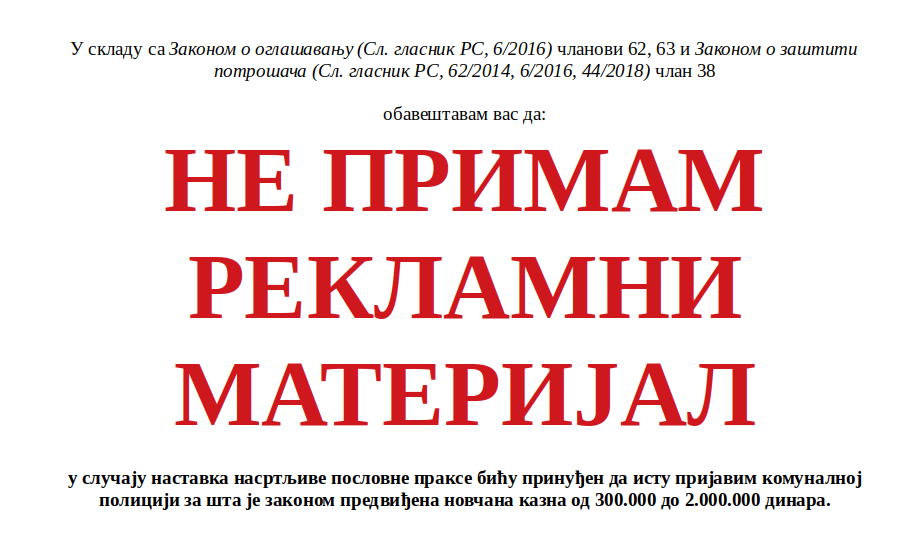 У складу са Законом о оглашавању (Сл. гласник РС, 6/2016) чланови 62, 63 и Законом о заштити
потрошача (Сл. гласник РС, 62/2014, 6/2016, 44/2018) члан 38
обавештавам вас да:
НЕ ПРИМАМ
РЕКЛАМНИ
МАТЕРИЈАЛ
у случају наставка насртљиве пословне праксе бићу принуђен да исту пријавим комуналној
полицији за шта је законом предвиђена новчана казна од 300.000 до 2.000.000 динара.